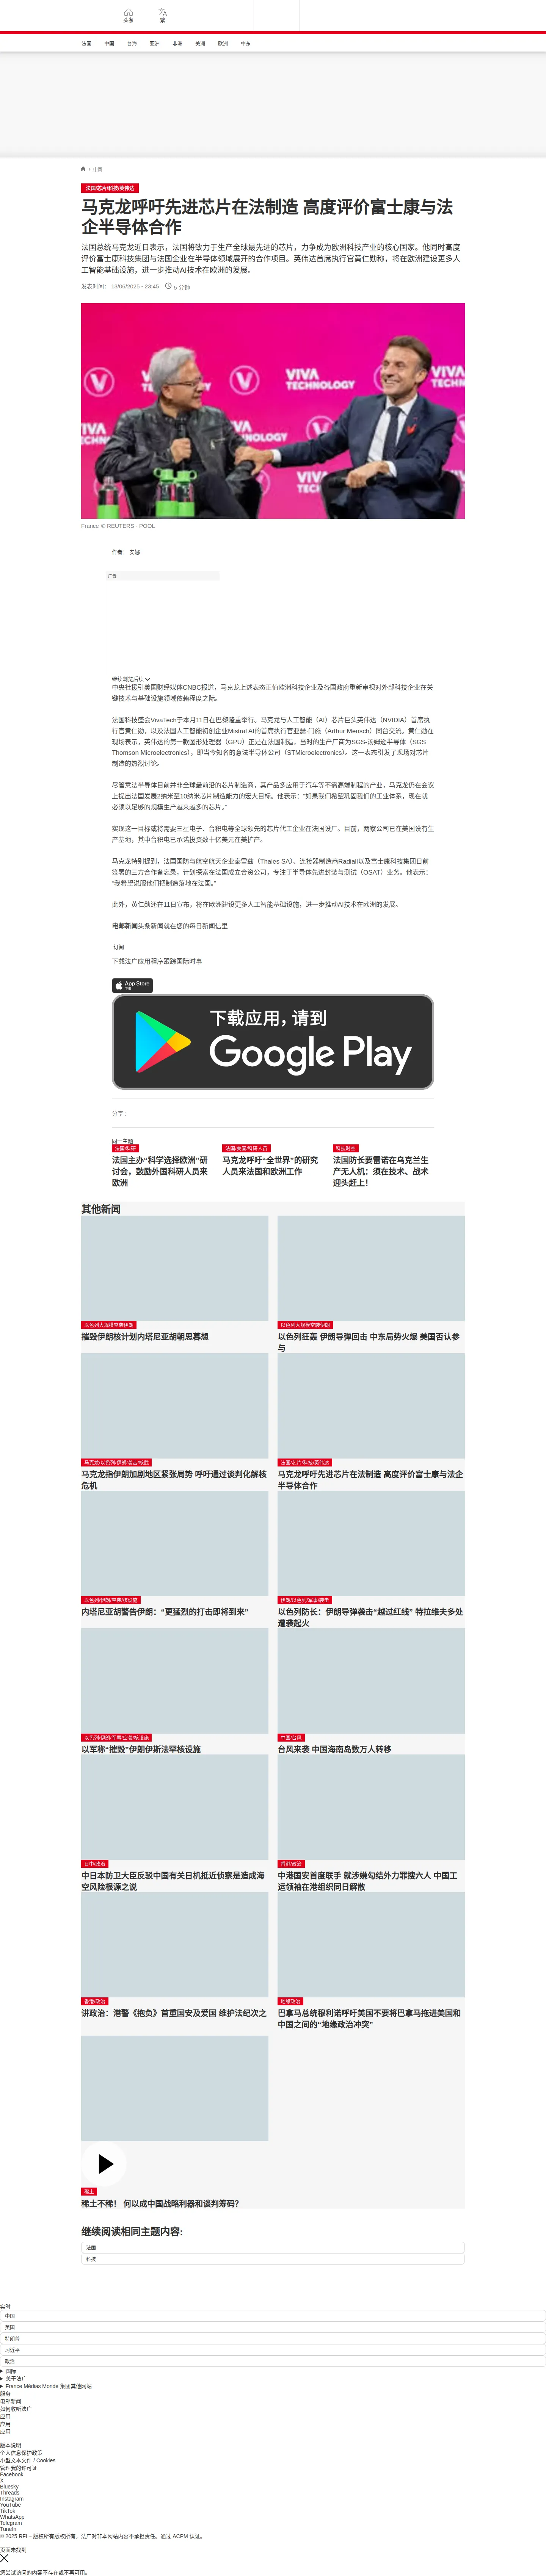 头条
繁
法国
中国
台海
亚洲
非洲
美洲
欧洲
中东
/ 法国
法国/芯片/科技/英伟达
马克龙呼吁先进芯片在法制造 高度评价富士康与法
企半导体合作
法国总统马克龙近日表示，法国将致力于生产全球最先进的芯片，力争成为欧洲科技产业的核心国家。他同时高度
评价富士康科技集团与法国企业在半导体领域展开的合作项目。英伟达首席执行官黄仁勋称，将在欧洲建设更多人
工智能基础设施，进一步推动AI技术在欧洲的发展。
发表时间： 13/06/2025 - 23:45 5 分钟
VIVA
TECHNOLOGY
VIVA
TECHNOLOGY
VIVA
TECHNOLOGY
France © REUTERS - POOL
作者： 安娜
广告
继续浏览后续
中央社援引美国财经媒体CNBC报道，马克龙上述表态正值欧洲科技企业及各国政府重新审视对外部科技企业在关
键技术与基础设施领域依赖程度之际。
法国科技盛会VivaTech于本月11日在巴黎隆重举行。马克龙与人工智能（AI）芯片巨头英伟达（NVIDIA）首席执
行官黄仁勋，以及法国人工智能初创企业Mistral AI的首席执行官亚瑟·门施（Arthur Mensch）同台交流。黄仁勋在
现场表示，英伟达的第一款图形处理器（GPU）正是在法国制造，当时的生产厂商为SGS-汤姆逊半导体（SGS
Thomson Microelectronics），即当今知名的意法半导体公司（STMicroelectronics）。这一表态引发了现场对芯片
制造的热烈讨论。
尽管意法半导体目前并非全球最前沿的芯片制造商，其产品多应用于汽车等不需高端制程的产业，马克龙仍在会议
上提出法国发展2纳米至10纳米芯片制造能力的宏大目标。他表示：“如果我们希望巩固我们的工业体系，现在就
必须以足够的规模生产越来越多的芯片。”
实现这一目标或将需要三星电子、台积电等全球领先的芯片代工企业在法国设厂。目前，两家公司已在美国设有生
产基地，其中台积电已承诺投资数十亿美元在美扩产。
马克龙特别提到，法国国防与航空航天企业泰雷兹（Thales SA）、连接器制造商Radiall以及富士康科技集团日前
签署的三方合作备忘录，计划探索在法国成立合资公司，专注于半导体先进封装与测试（OSAT）业务。他表示：
“我希望说服他们把制造落地在法国。”
此外，黄仁勋还在11日宣布，将在欧洲建设更多人工智能基础设施，进一步推动AI技术在欧洲的发展。
电邮新闻头条新闻就在您的每日新闻信里
订阅
下载法广应用程序跟踪国际时事
App Store
下载
下载应用，请到
Google Play
分享 :
同一主题
法国/科研
法国主办“科学选择欧洲”研
讨会，鼓励外国科研人员来
欧洲
法国/美国/科研人员
马克龙呼吁“全世界”的研究
人员来法国和欧洲工作
科技时空
法国防长要雷诺在乌克兰生
产无人机：须在技术、战术
迎头赶上！
其他新闻
以色列大规模空袭伊朗
摧毁伊朗核计划内塔尼亚胡朝思暮想
以色列大规模空袭伊朗
以色列狂轰 伊朗导弹回击 中东局势火爆 美国否认参
与
马克龙/以色列/伊朗/袭击/核武
马克龙指伊朗加剧地区紧张局势 呼吁通过谈判化解核
危机
法国/芯片/科技/英伟达
马克龙呼吁先进芯片在法制造 高度评价富士康与法企
半导体合作
以色列/伊朗/空袭/核设施
内塔尼亚胡警告伊朗：“更猛烈的打击即将到来”
伊朗/以色列/军事/袭击
以色列防长：伊朗导弹袭击“越过红线” 特拉维夫多处
遭袭起火
以色列/伊朗/军事/空袭/核设施
以军称“摧毁”伊朗伊斯法罕核设施
中国/台风
台风来袭 中国海南岛数万人转移
日中/政治
中日本防卫大臣反驳中国有关日机抵近侦察是造成海
空风险根源之说
香港/政治
中港国安首度联手 就涉嫌勾结外力罪搜六人 中国工
运领袖在港组织同日解散
香港/政治
讲政治：港警《抱负》首重国安及爱国 维护法纪次之
地缘政治
巴拿马总统穆利诺呼吁美国不要将巴拿马拖进美国和
中国之间的“地缘政治冲突”
稀土
稀土不稀！ 何以成中国战略利器和谈判筹码？
继续阅读相同主题内容:
法国
科技
实时
中国
美国
特朗普
习近平
政治
国际
关于法广
France Médias Monde 集团其他网站
服务
电邮新闻
如何收听法广
应用
应用
应用
版本说明
个人信息保护政策
小型文本文件 / Cookies
管理我的许可证
Facebook
X
Bluesky
Threads
Instagram
YouTube
TikTok
WhatsApp
Telegram
TuneIn
© 2025 RFI – 版权所有版权所有。法广对非本网站内容不承担责任。通过 ACPM 认证。
页面未找到
您尝试访问的内容不存在或不再可用。